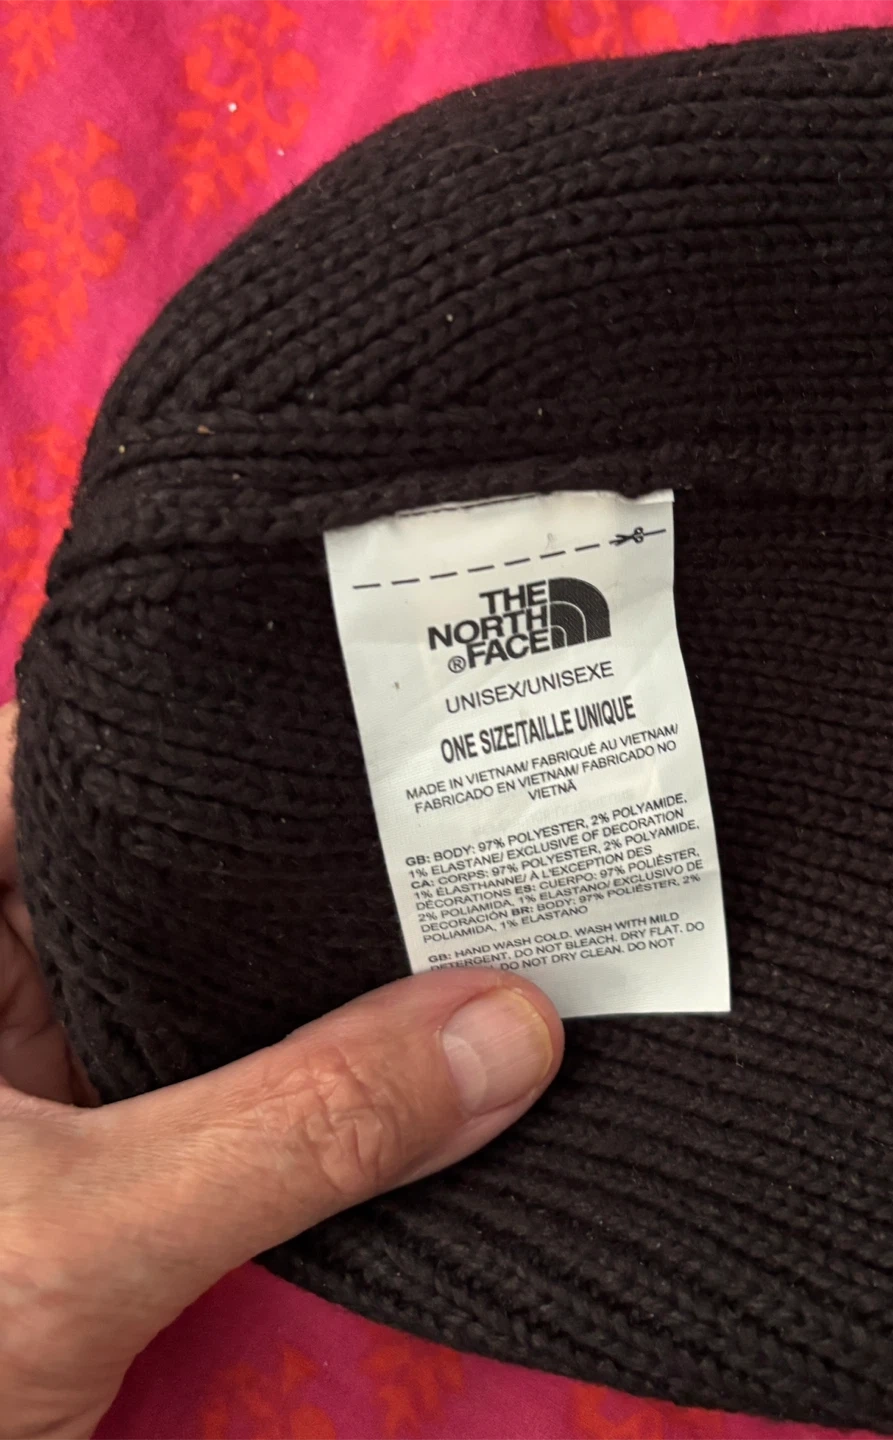 THE
NORTH
®FACE
UNISEX/UNISEXE
ONE SIZE/TAILLE UNIQUE
MADE IN VIETNAM/ FABRIQUÉ AU VIETNAM/
FABRICADO EN VIETNAM/ FABRICADO NO
VIETNÃ
GB: BODY: 97% POLYESTER, 2% POLYAMIDE,
1% ELASTANE/ EXCLUSIVE OF DECORATION
CA: CORPS: 97% POLYESTER, 2% POLYAMIDE,
1% ÉLASTHANNE/ À L'EXCEPTION DES
DÉCORATIONS ES: CUERPO: 97% POLIÉSTER,
2% POLIAMIDA, 1% ELASTANO/ EXCLUSIVO DE
DECORACIÓN BR: BODY: 97% POLIÉSTER, 2%
POLIAMIDA, 1% ELASTANO
GB: HAND WASH COLD. WASH WITH MILD
DETERGENT. DO NOT BLEACH. DRY FLAT. DO
DO NOT DRY CLEAN. DO NOT